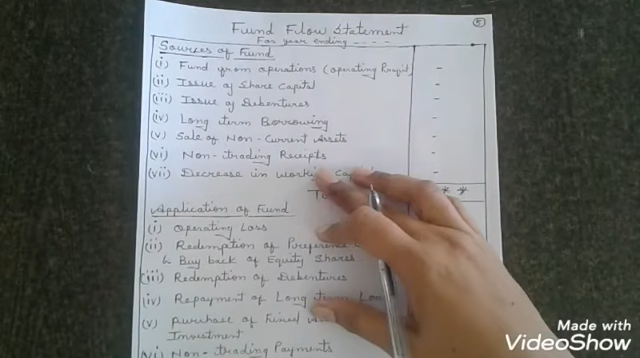 Fund Flow Statement
5
For year ending ----
Sources of Fund
(i) Fund from operations (Operating Profit)
(ii) Issue of Share Capital
(iii) Issue of Debentures
(iv) Long term Borrowing
(v) Sale of Non-Current Assets
(vi) Non-trading Receipts
(vii) Decrease in working
Application of Fund
(i) Operating Loss
(ii) Redemption of Preference
& Buy back of Equity Shares
(iii) Redemption of Debentures
(iv) Repayment of Long term
(v) Purchase of Fixed
Investment
(vi) Non-trading Payments
Made with
VideoShow